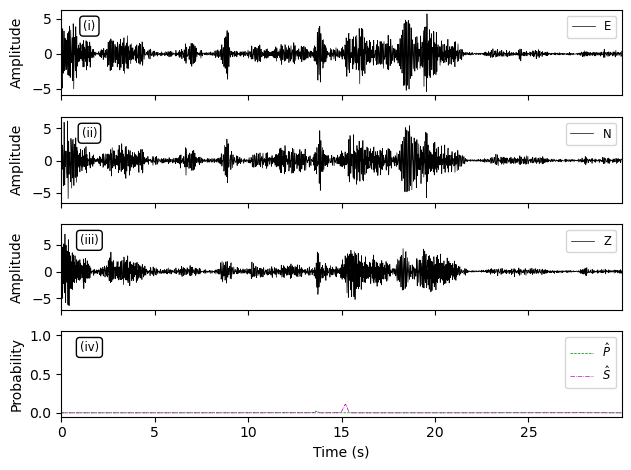 Amplitude
5
0
−5
(i)
E
Amplitude
5
0
−5
(ii)
N
Amplitude
5
0
−5
(iii)
Z
Probability
1.0
0.5
0.0
(iv)
P̂
Ŝ
0 5 10 15 20 25
Time (s)